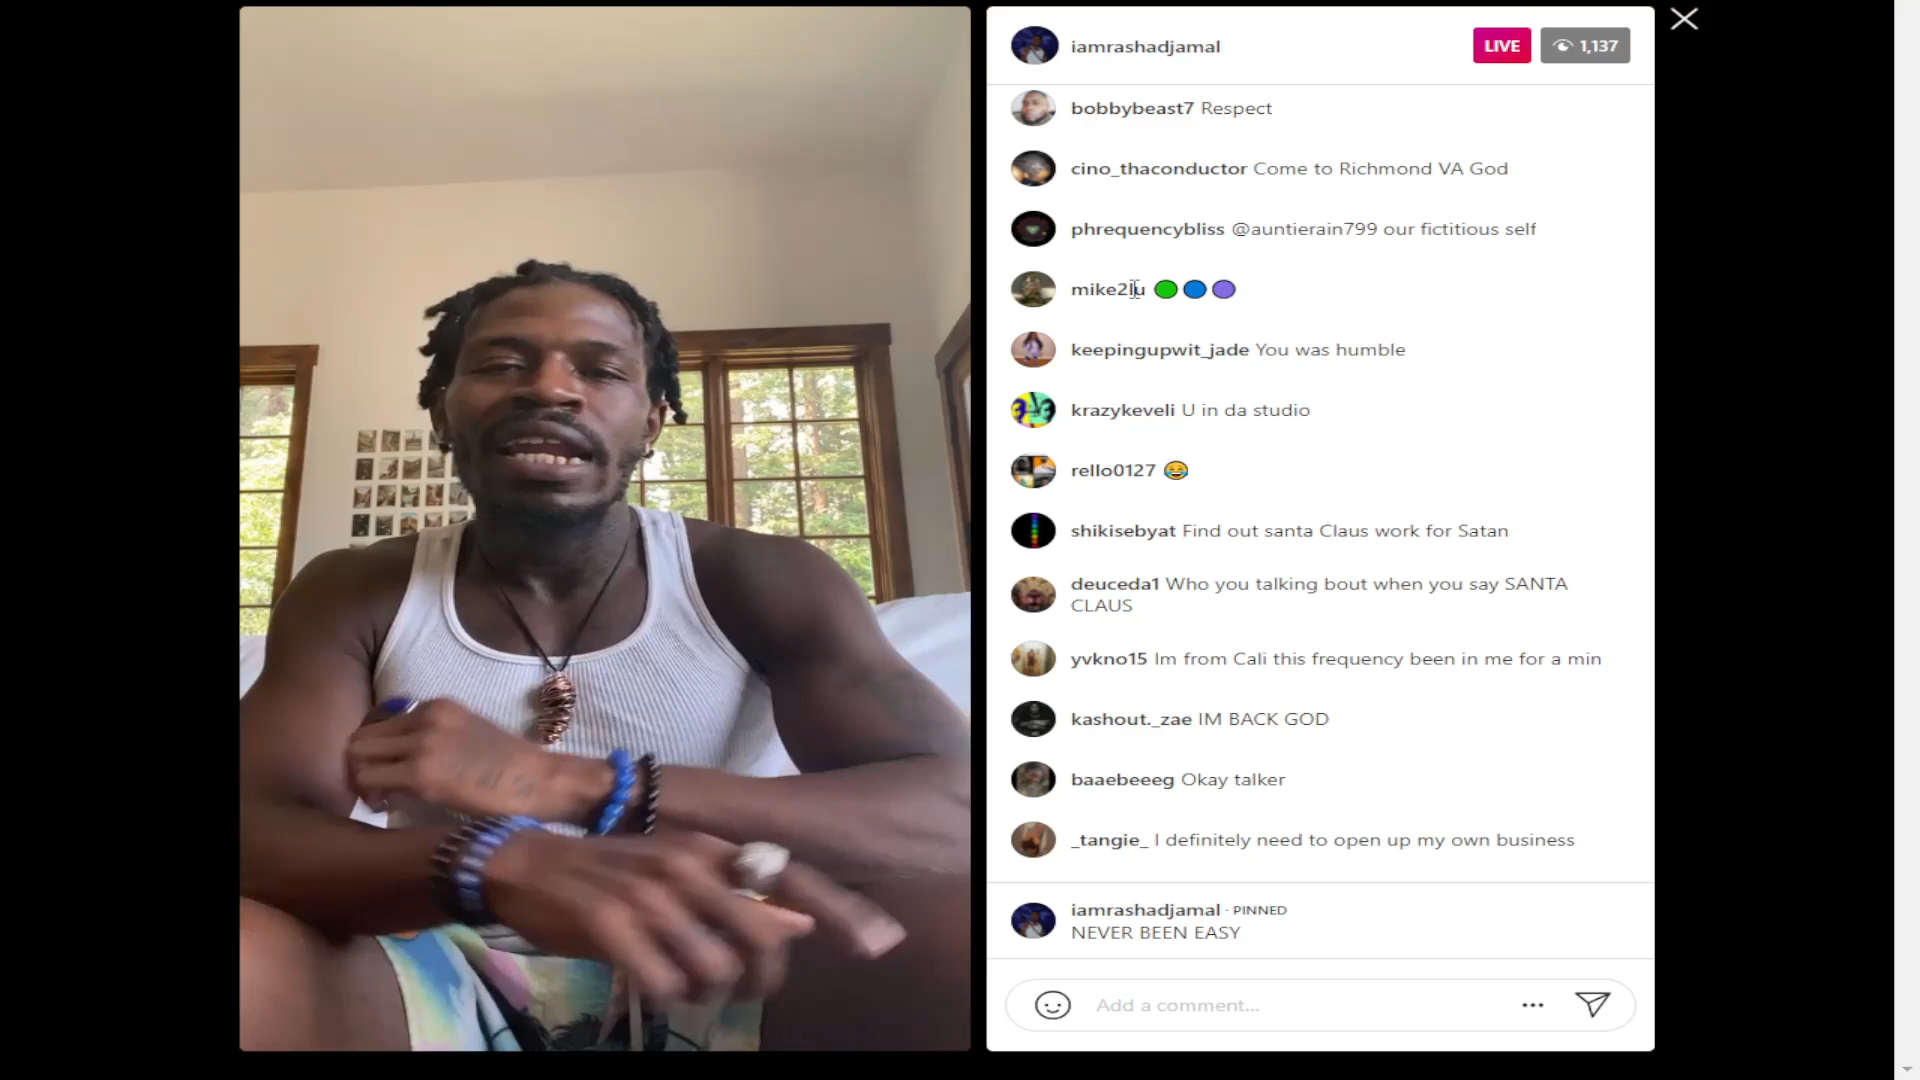 iamrashadjamal
LIVE
1,137
bobbybeast7 Respect
cino_thaconductor Come to Richmond VA God
phrequencybliss @auntierain799 our fictitious self
mike2lu 🟢🔵🟣
keepingupwit_jade You was humble
krazykeveli U in da studio
rello0127 😂
shikisebyat Find out santa Claus work for Satan
deuceda1 Who you talking bout when you say SANTA
CLAUS
yvkno15 Im from Cali this frequency been in me for a min
kashout._zae IM BACK GOD
baaebeeeg Okay talker
_tangie_ I definitely need to open up my own business
iamrashadjamal · PINNED
NEVER BEEN EASY
Add a comment...